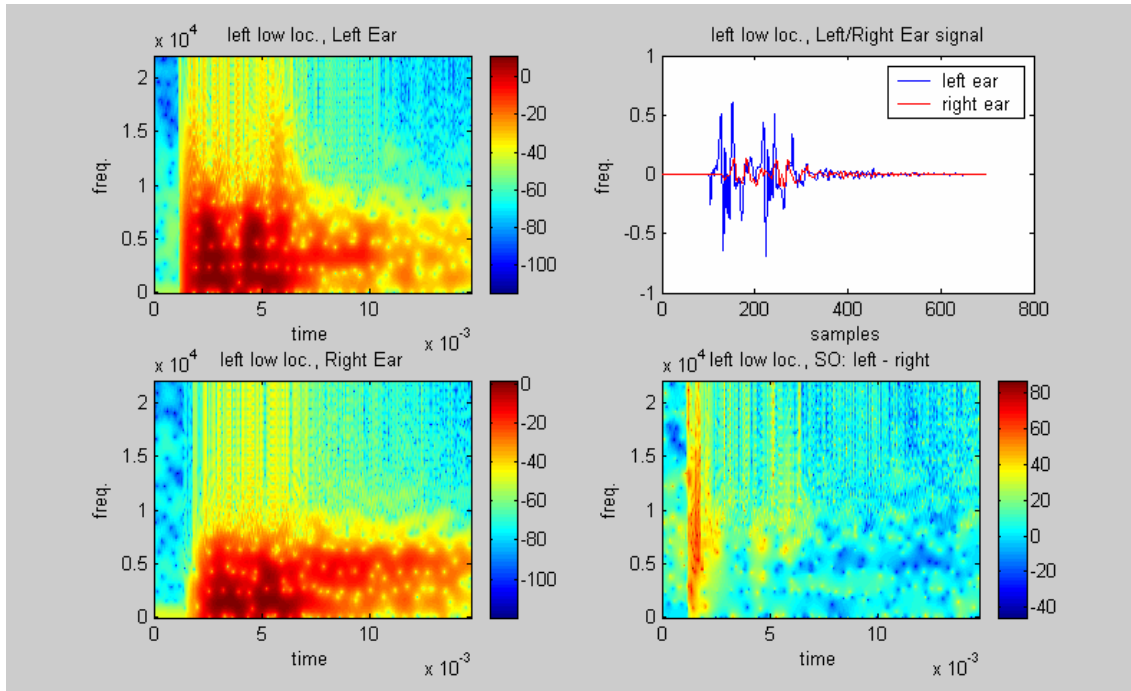 x 10^4
left low loc., Left Ear
2
1.5
1
0.5
0
freq.
0
5
10
time
x 10^-3
0
-20
-40
-60
-80
-100
left low loc., Left/Right Ear signal
left ear
right ear
1
0.5
0
-0.5
-1
freq.
0
200
400
600
800
samples
x 10^4
left low loc., Right Ear
2
1.5
1
0.5
0
freq.
0
5
10
time
x 10^-3
0
-20
-40
-60
-80
-100
x 10^4
left low loc., SO: left - right
2
1.5
1
0.5
0
freq.
0
5
10
time
x 10^-3
80
60
40
20
0
-20
-40